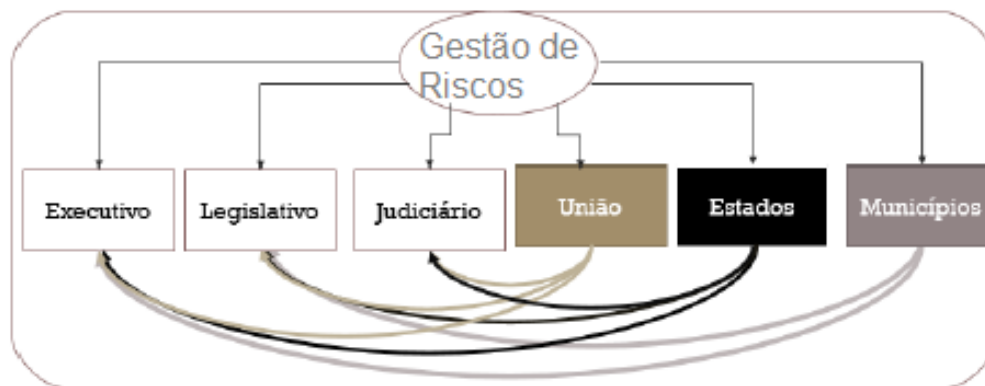 Gestão de
Riscos
Executivo
Legislativo
Judiciário
União
Estados
Municípios